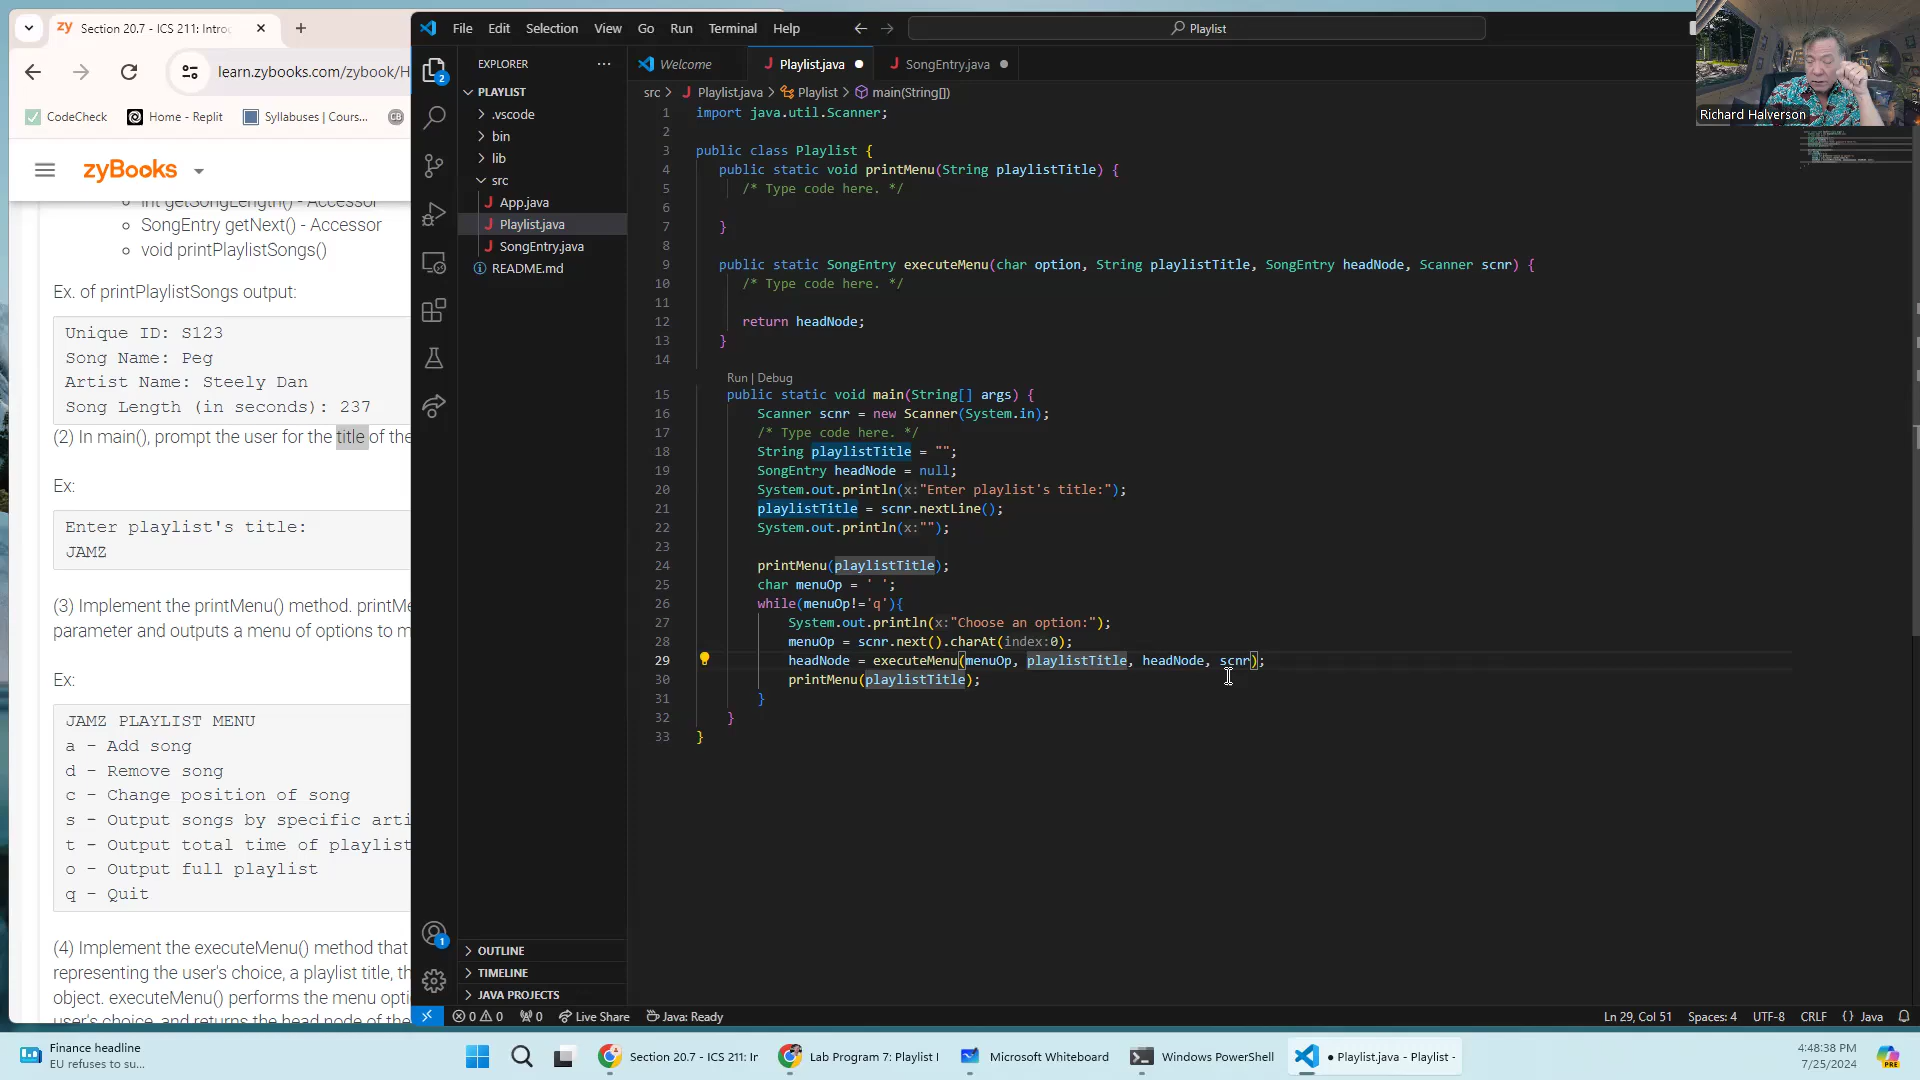 Section 20.7 - ICS 211: Intro
learn.zybooks.com/zybook/H
CodeCheck
Home - Replit
Syllabuses | Cours...
CB
zyBooks
int getSongLength() - Accessor
SongEntry getNext() - Accessor
void printPlaylistSongs()
Ex. of printPlaylistSongs output:
Unique ID: S123
Song Name: Peg
Artist Name: Steely Dan
Song Length (in seconds): 237
(2) In main(), prompt the user for the title of the
Ex:
Enter playlist's title:
JAMZ
(3) Implement the printMenu() method. printMe
parameter and outputs a menu of options to m
Ex:
JAMZ PLAYLIST MENU
a - Add song
d - Remove song
c - Change position of song
s - Output songs by specific arti
t - Output total time of playlist
o - Output full playlist
q - Quit
(4) Implement the executeMenu() method that
representing the user's choice, a playlist title, th
object. executeMenu() performs the menu opti
user's choice, and returns the head node of the
File Edit Selection View Go Run Terminal Help
Playlist
EXPLORER
PLAYLIST
.vscode
bin
lib
src
App.java
Playlist.java
SongEntry.java
README.md
OUTLINE
TIMELINE
JAVA PROJECTS
2
1
Welcome
Playlist.java
SongEntry.java
src > Playlist.java > Playlist > main(String[])
1 import java.util.Scanner;
2
3 public class Playlist {
4 public static void printMenu(String playlistTitle) {
5 /* Type code here. */
6
7 }
8
9 public static SongEntry executeMenu(char option, String playlistTitle, SongEntry headNode, Scanner scnr) {
10 /* Type code here. */
11
12 return headNode;
13 }
14
Run | Debug
15 public static void main(String[] args) {
16 Scanner scnr = new Scanner(System.in);
17 /* Type code here. */
18 String playlistTitle = "";
19 SongEntry headNode = null;
20 System.out.println(x:"Enter playlist's title:");
21 playlistTitle = scnr.nextLine();
22 System.out.println(x:"");
23
24 printMenu(playlistTitle);
25 char menuOp = ' ';
26 while(menuOp!='q'){
27 System.out.println(x:"Choose an option:");
28 menuOp = scnr.next().charAt(index:0);
29 headNode = executeMenu(menuOp, playlistTitle, headNode, scnr);
30 printMenu(playlistTitle);
31 }
32 }
33 }
Richard Halverson
0 0 0 Live Share Java: Ready
Ln 29, Col 51 Spaces: 4 UTF-8 CRLF {} Java
Finance headline
EU refuses to su...
Section 20.7 - ICS 211: Ir
Lab Program 7: Playlist I
Microsoft Whiteboard
Windows PowerShell
● Playlist.java - Playlist -
4:48:38 PM
7/25/2024
PRE